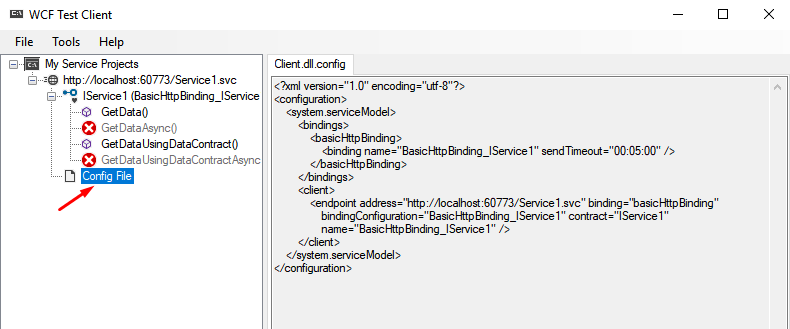 WCF Test Client
File Tools Help
My Service Projects
http://localhost:60773/Service1.svc
IService1 (BasicHttpBinding_IService
GetData()
GetDataAsync()
GetDataUsingDataContract()
GetDataUsingDataContractAsync
Config File
Client.dll.config
<?xml version="1.0" encoding="utf-8"?>
<configuration>
<system.serviceModel>
<bindings>
<basicHttpBinding>
<binding name="BasicHttpBinding_IService1" sendTimeout="00:05:00" />
</basicHttpBinding>
</bindings>
<client>
<endpoint address="http://localhost:60773/Service1.svc" binding="basicHttpBinding"
bindingConfiguration="BasicHttpBinding_IService1" contract="IService1"
name="BasicHttpBinding_IService1" />
</client>
</system.serviceModel>
</configuration>